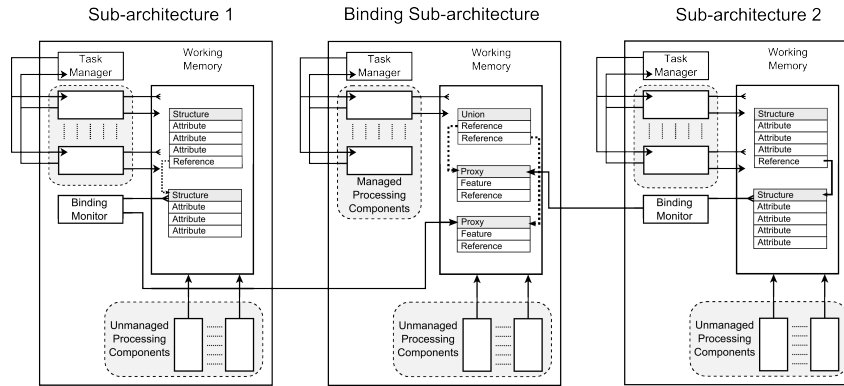 Sub-architecture 1
Task
Manager
Working
Memory
Structure
Attribute
Attribute
Attribute
Reference
Structure
Attribute
Attribute
Attribute
Binding
Monitor
Unmanaged
Processing
Components
Binding Sub-architecture
Task
Manager
Working
Memory
Union
Reference
Reference
Proxy
Feature
Reference
Proxy
Feature
Reference
Managed
Processing
Components
Unmanaged
Processing
Components
Sub-architecture 2
Task
Manager
Working
Memory
Structure
Attribute
Attribute
Attribute
Reference
Structure
Attribute
Attribute
Attribute
Attribute
Binding
Monitor
Unmanaged
Processing
Components